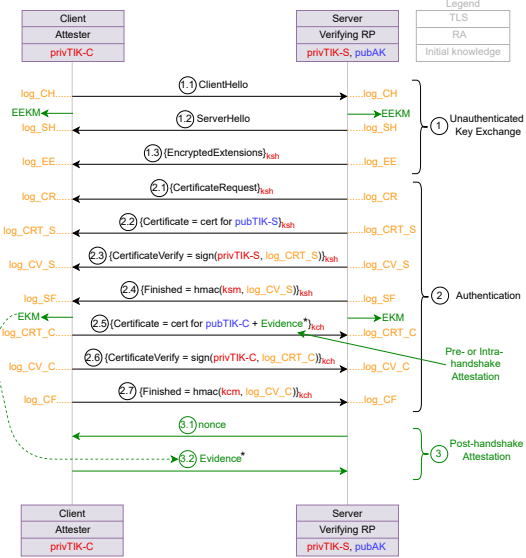 Legend
TLS
RA
Initial knowledge
Client
Attester
privTIK-C
Server
Verifying RP
privTIK-S, pubAK
log_CH
1.1 ClientHello
log_CH
EEKM
EEKM
log_SH
1.2 ServerHello
log_SH
1 Unauthenticated
Key Exchange
log_EE
1.3 {EncryptedExtensions}ksh
log_EE
log_CR
2.1 {CertificateRequest}ksh
log_CR
log_CRT_S
2.2 {Certificate = cert for pubTIK-S}ksh
log_CRT_S
log_CV_S
2.3 {CertificateVerify = sign(privTIK-S, log_CRT_S)}ksh
log_CV_S
log_SF
2.4 {Finished = hmac(ksm, log_CV_S)}ksh
log_SF
2 Authentication
EKM
EKM
log_CRT_C
2.5 {Certificate = cert for pubTIK-C + Evidence*}kch
log_CRT_C
log_CV_C
2.6 {CertificateVerify = sign(privTIK-C, log_CRT_C)}kch
log_CV_C
Pre- or Intra-
handshake
Attestation
log_CF
2.7 {Finished = hmac(kcm, log_CV_C)}kch
log_CF
3.1 nonce
3.2 Evidence*
3 Post-handshake
Attestation
Client
Attester
privTIK-C
Server
Verifying RP
privTIK-S, pubAK